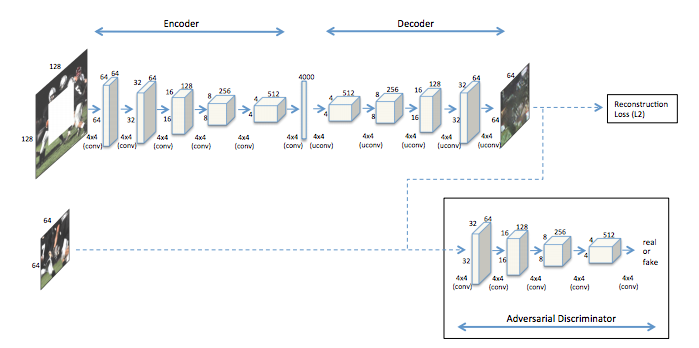 Encoder
Decoder
128
128
64 64
64
4x4
(conv)
32 64
32
4x4
(conv)
16 128
16
4x4
(conv)
8 256
8
4x4
(conv)
4 512
4
4x4
(conv)
4000
4x4
(conv)
4 512
4
4x4
(uconv)
8 256
8
4x4
(uconv)
16 128
16
4x4
(uconv)
32 64
32
4x4
(uconv)
64
64
4x4
(uconv)
Reconstruction
Loss (L2)
64
64
32 64
32
4x4
(conv)
16 128
16
4x4
(conv)
8 256
8
4x4
(conv)
4 512
4
4x4
(conv)
4x4
(conv)
real
or
fake
Adversarial Discriminator